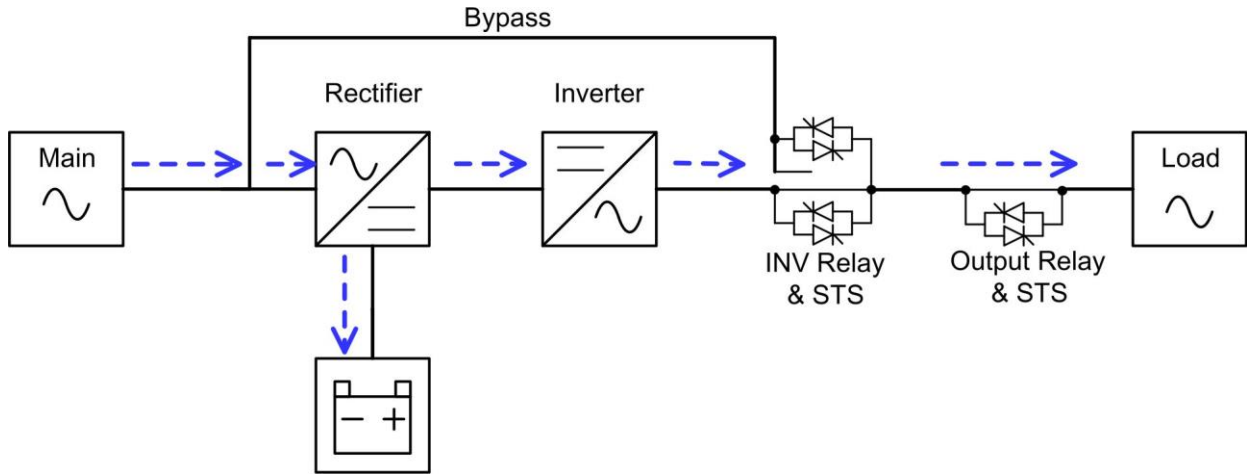 Bypass
Rectifier
Inverter
Main
Load
INV Relay
& STS
Output Relay
& STS